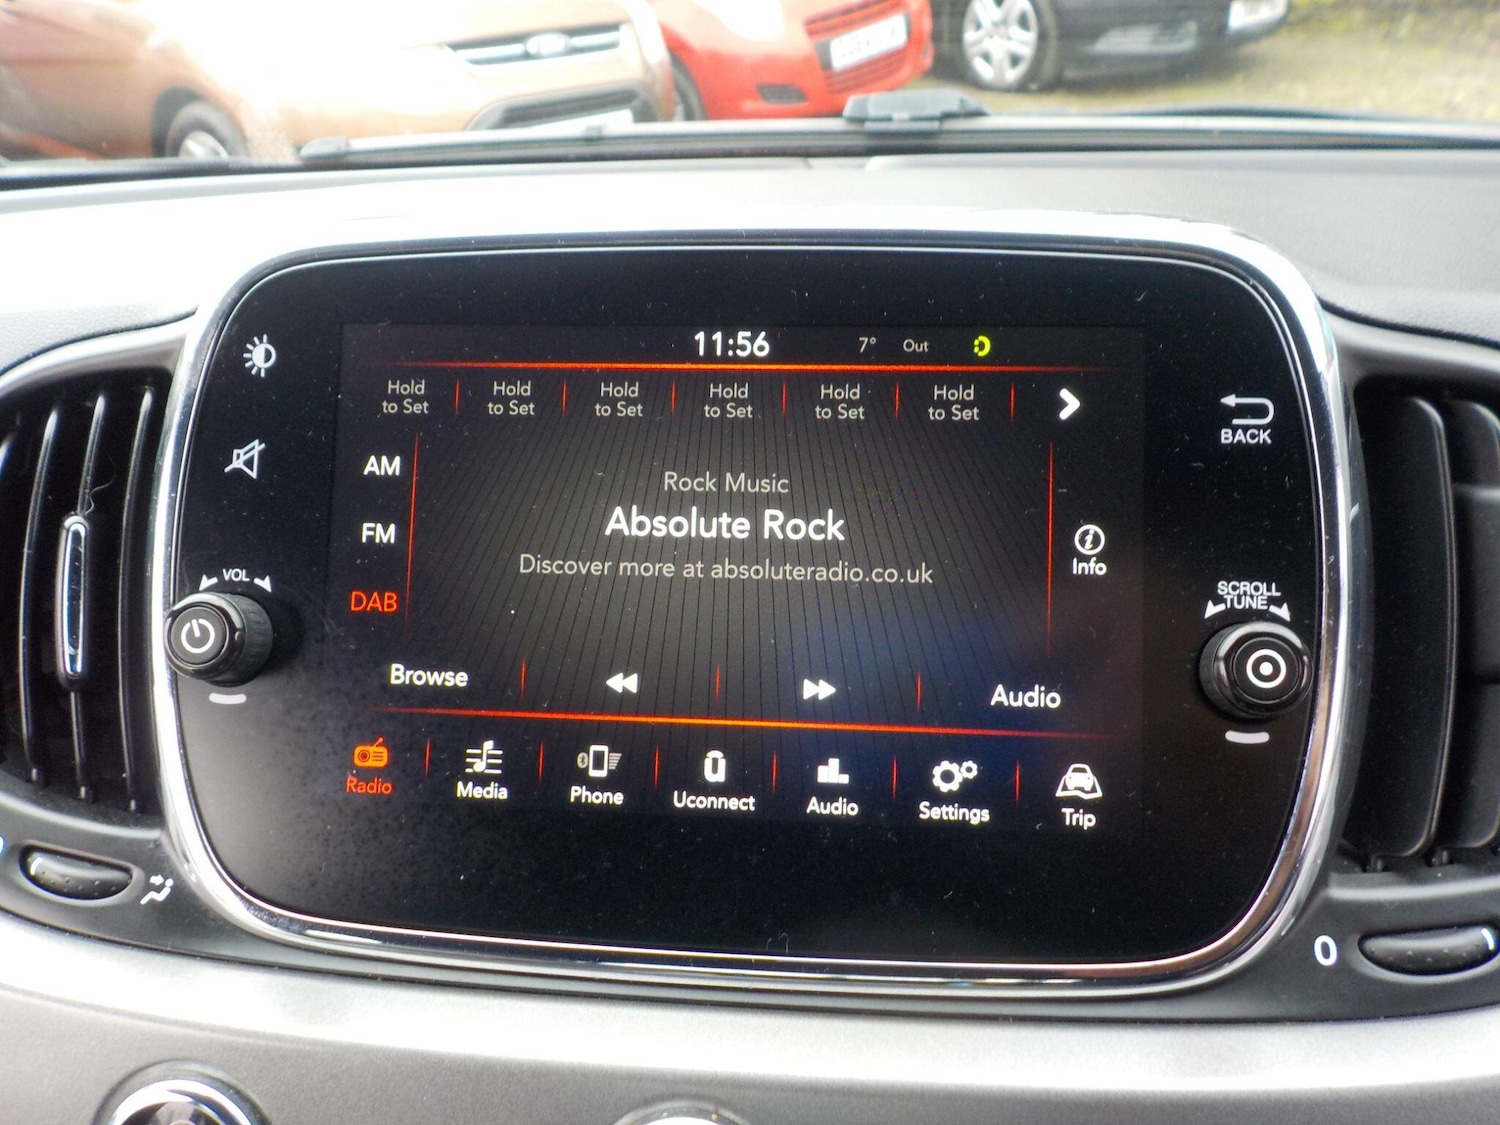 11:56 7° Out
Hold to Set
Hold to Set
Hold to Set
Hold to Set
Hold to Set
Hold to Set
AM
FM
DAB
Rock Music
Absolute Rock
Discover more at absoluteradio.co.uk
Info
Browse
Audio
Radio
Media
Phone
Uconnect
Audio
Settings
Trip
VOL
BACK
SCROLL
TUNE
0